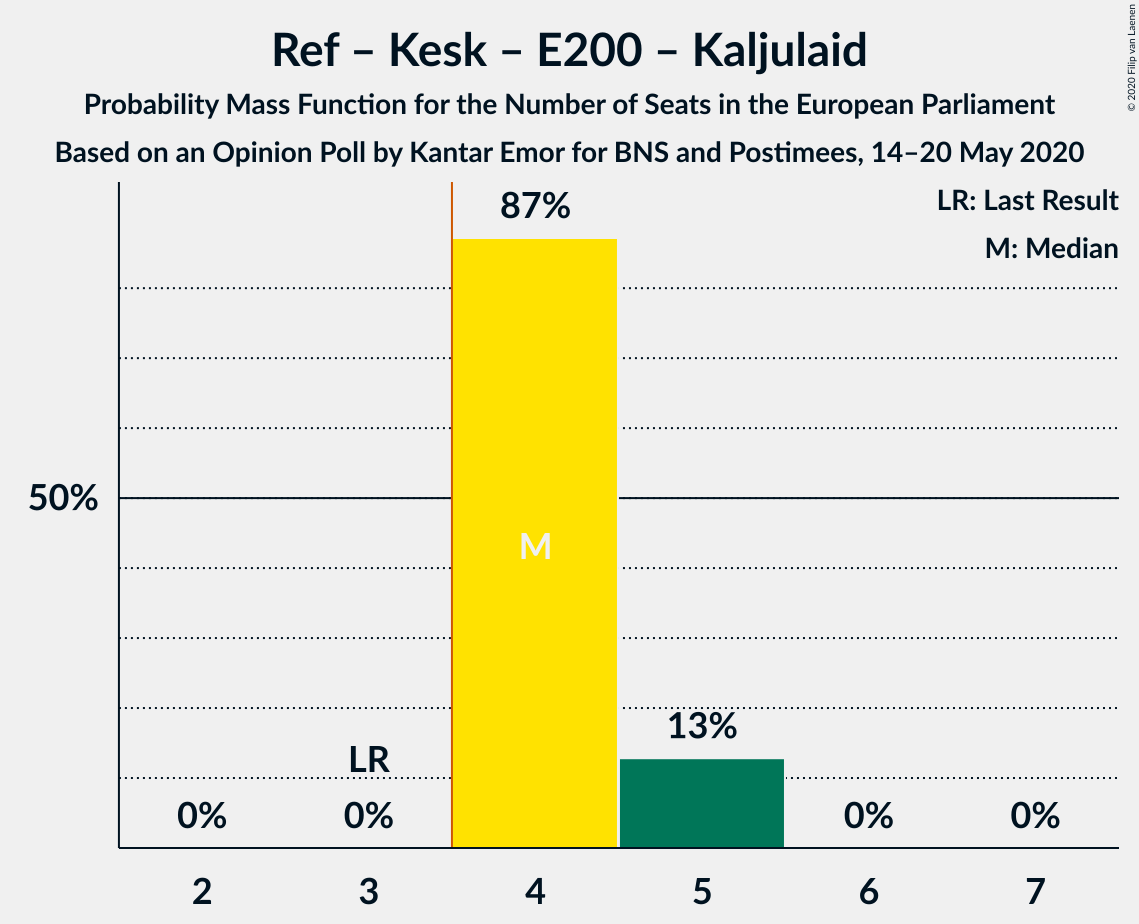 Ref – Kesk – E200 – Kaljulaid
Probability Mass Function for the Number of Seats in the European Parliament
Based on an Opinion Poll by Kantar Emor for BNS and Postimees, 14–20 May 2020
© 2020 Filip van Laenen
LR: Last Result
M: Median
87%
50%
M
13%
LR
0% 0% 0% 0%
2 3 4 5 6 7